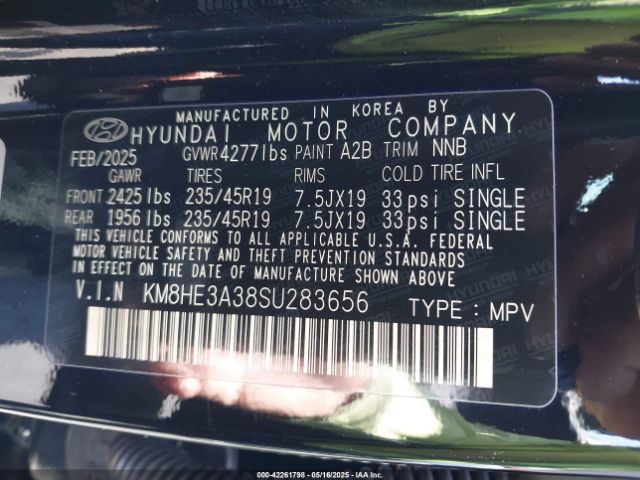 MANUFACTURED IN KOREA BY
HYUNDAI MOTOR COMPANY
FEB/2025 GVWR 4277lbs PAINT A2B TRIM NNB
GAWR TIRES RIMS COLD TIRE INFL
FRONT 2425lbs 235/45R19 7.5JX19 33psi SINGLE
REAR 1956lbs 235/45R19 7.5JX19 33psi SINGLE
THIS VEHICLE CONFORMS TO ALL APPLICABLE U.S.A. FEDERAL
MOTOR VEHICLE SAFETY AND THEFT PREVENTION STANDARDS
IN EFFECT ON THE DATE OF MANUFACTURE SHOWN ABOVE.
V.I.N KM8HE3A38SU283656 TYPE : MPV
000-42261798 - 05/16/2025 - IAAI.COM